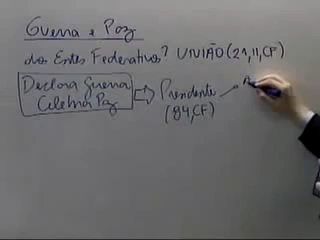 Guerra e Paz
dos Entes Federativos? UNIÃO (21, II, CF)
Declara Guerra
Celebra Paz
Presidente
(84, CF)